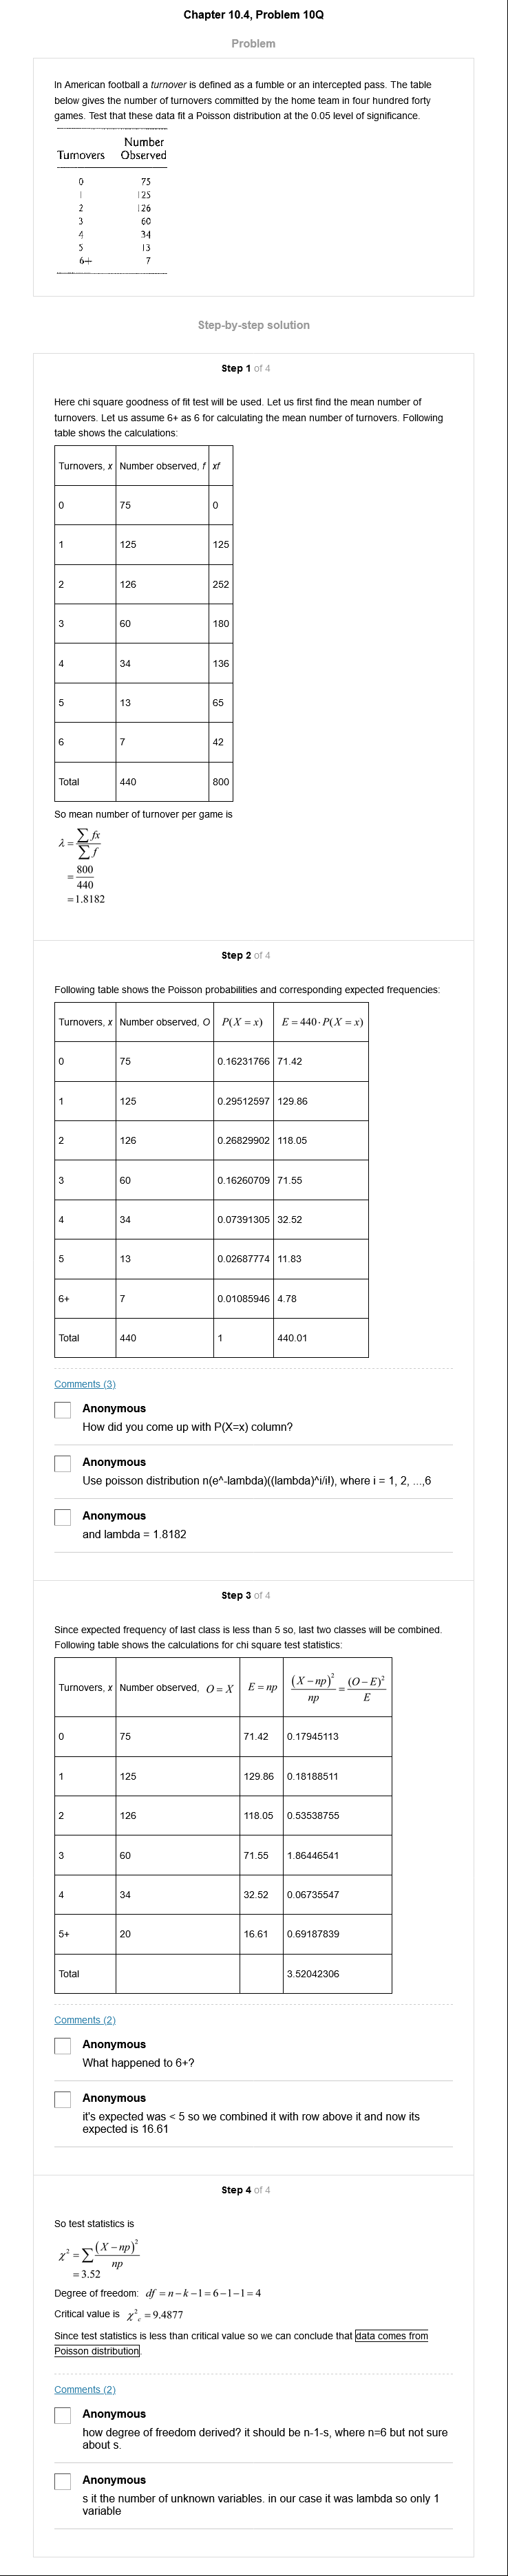 Chapter 10.4, Problem 10Q
Problem
In American football a turnover is defined as a fumble or an intercepted pass. The table
below gives the number of turnovers committed by the home team in four hundred forty
games. Test that these data fit a Poisson distribution at the 0.05 level of significance.
Number
Turnovers Observed
0 75
1 125
2 126
3 60
4 34
5 13
6+ 7
Step-by-step solution
Step 1 of 4
Here chi square goodness of fit test will be used. Let us first find the mean number of
turnovers. Let us assume 6+ as 6 for calculating the mean number of turnovers. Following
table shows the calculations:
Turnovers, x Number observed, f xf
0 75 0
1 125 125
2 126 252
3 60 180
4 34 136
5 13 65
6 7 42
Total 440 800
So mean number of turnover per game is
λ = ∑ fx / ∑ f
= 800 / 440
= 1.8182
Step 2 of 4
Following table shows the Poisson probabilities and corresponding expected frequencies:
Turnovers, x Number observed, O P(X = x) E = 440 · P(X = x)
0 75 0.16231766 71.42
1 125 0.29512597 129.86
2 126 0.26829902 118.05
3 60 0.16260709 71.55
4 34 0.07391305 32.52
5 13 0.02687774 11.83
6+ 7 0.01085946 4.78
Total 440 1 440.01
Comments (3)
Anonymous
How did you come up with P(X=x) column?
Anonymous
Use poisson distribution n(e^-lambda)((lambda)^i/i!), where i = 1, 2, ...,6
Anonymous
and lambda = 1.8182
Step 3 of 4
Since expected frequency of last class is less than 5 so, last two classes will be combined.
Following table shows the calculations for chi square test statistics:
Turnovers, x Number observed, O = X E = np (X − np)² / np = (O − E)² / E
0 75 71.42 0.17945113
1 125 129.86 0.18188511
2 126 118.05 0.53538755
3 60 71.55 1.86446541
4 34 32.52 0.06735547
5+ 20 16.61 0.69187839
Total 3.52042306
Comments (2)
Anonymous
What happened to 6+?
Anonymous
it's expected was < 5 so we combined it with row above it and now its
expected is 16.61
Step 4 of 4
So test statistics is
χ² = ∑ (X − np)² / np
= 3.52
Degree of freedom: df = n − k − 1 = 6 − 1 − 1 = 4
Critical value is χ²c = 9.4877
Since test statistics is less than critical value so we can conclude that data comes from
Poisson distribution.
Comments (2)
Anonymous
how degree of freedom derived? it should be n-1-s, where n=6 but not sure
about s.
Anonymous
s it the number of unknown variables. in our case it was lambda so only 1
variable